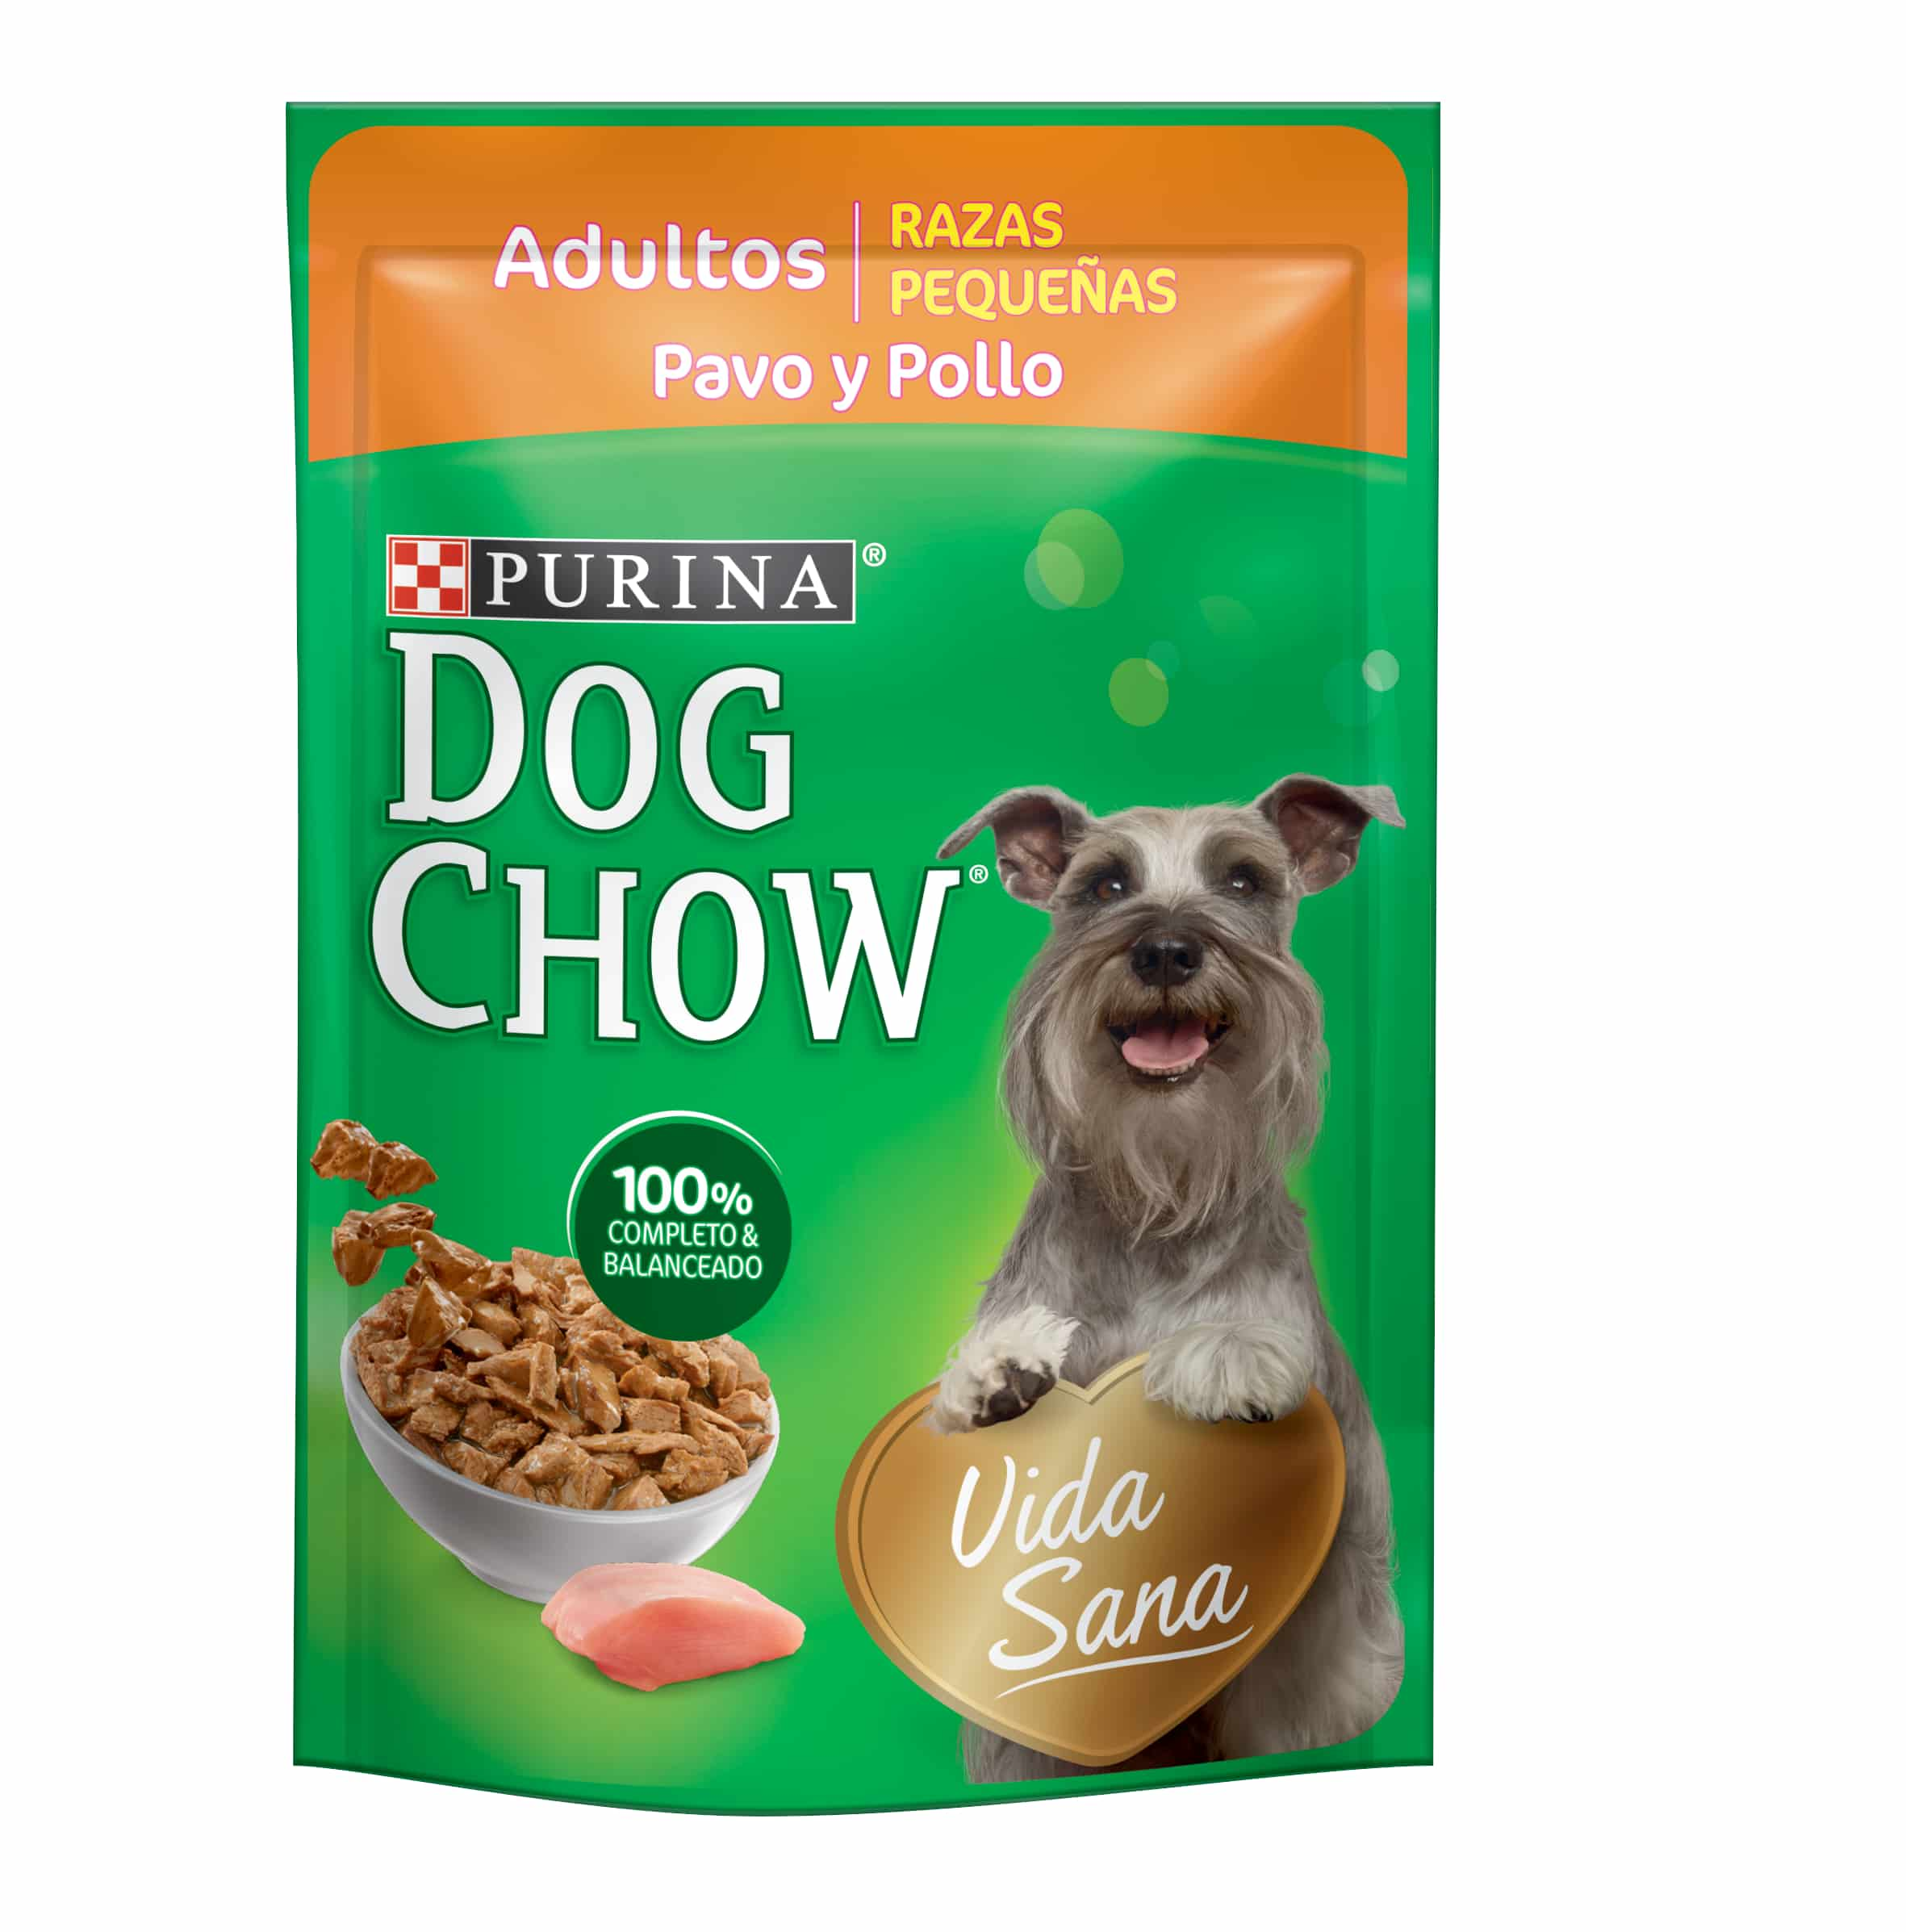 Adultos
RAZAS
PEQUEÑAS
Pavo y Pollo
PURINA®
DOG
CHOW®
100%
COMPLETO &
BALANCEADO
Vida
Sana